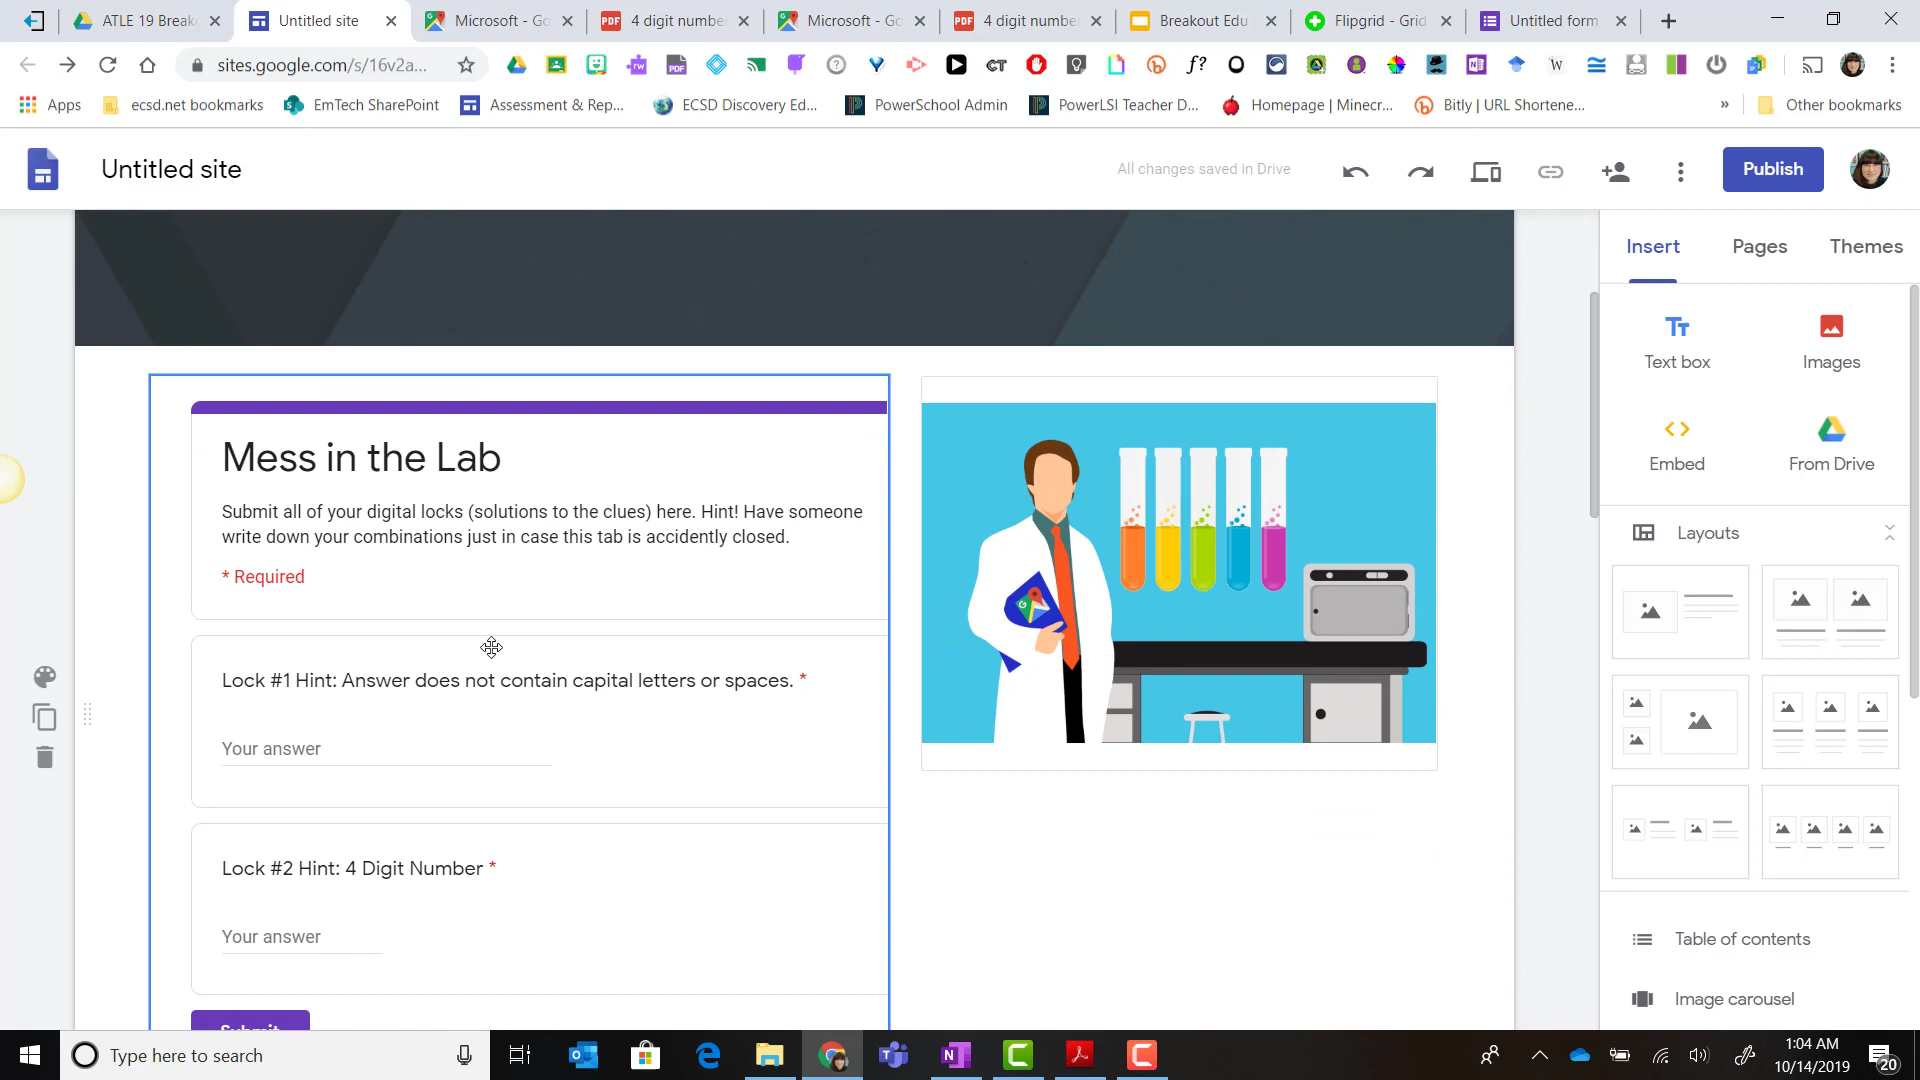 ATLE 19 Break
Untitled site
Microsoft - Go
4 digit numbe
Microsoft - Go
4 digit numbe
Breakout Edu
Flipgrid - Grid
Untitled form
sites.google.com/s/16v2a...
Apps
ecsd.net bookmarks
EmTech SharePoint
Assessment & Rep...
ECSD Discovery Ed...
PowerSchool Admin
PowerLSI Teacher D...
Homepage | Minecr...
Bitly | URL Shortene...
»
Other bookmarks
Untitled site
All changes saved in Drive
Publish
Insert
Pages
Themes
Text box
Images
Embed
From Drive
Layouts
Table of contents
Image carousel
Mess in the Lab
Submit all of your digital locks (solutions to the clues) here. Hint! Have someone
write down your combinations just in case this tab is accidently closed.
* Required
Lock #1 Hint: Answer does not contain capital letters or spaces. *
Your answer
Lock #2 Hint: 4 Digit Number *
Your answer
Submit
Type here to search
1:04 AM
10/14/2019
20